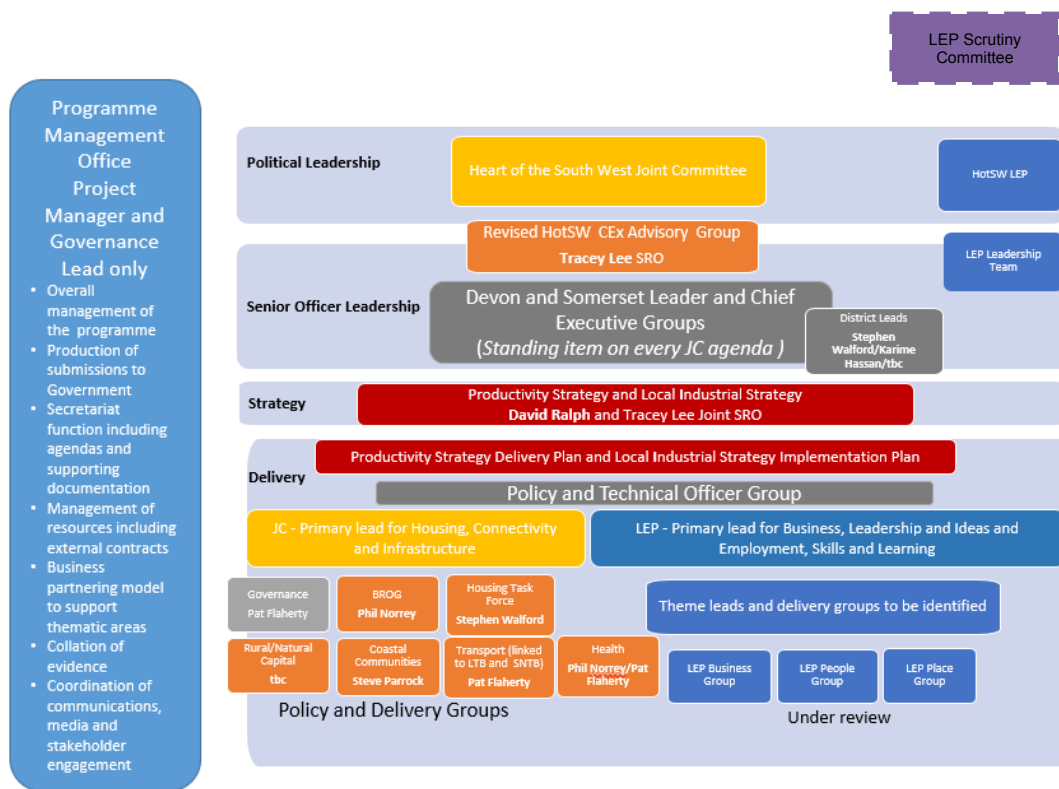 LEP Scrutiny
Committee
Programme
Management
Office
Project
Manager and
Governance
Lead only
• Overall
management of
the programme
• Production of
submissions to
Government
• Secretariat
function including
agendas and
supporting
documentation
• Management of
resources including
external contracts
• Business
partnering model
to support
thematic areas
• Collation of
evidence
• Coordination of
communications,
media and
stakeholder
engagement
Political Leadership
Heart of the South West Joint Committee
HotSW LEP
Revised HotSW CEx Advisory Group
Tracey Lee SRO
LEP Leadership
Team
Senior Officer Leadership
Devon and Somerset Leader and Chief
Executive Groups
(Standing item on every JC agenda )
District Leads
Stephen
Walford/Karime
Hassan/tbc
Strategy
Productivity Strategy and Local Industrial Strategy
David Ralph and Tracey Lee Joint SRO
Delivery
Productivity Strategy Delivery Plan and Local Industrial Strategy Implementation Plan
Policy and Technical Officer Group
JC - Primary lead for Housing, Connectivity
and Infrastructure
LEP - Primary lead for Business, Leadership and Ideas and
Employment, Skills and Learning
Governance
Pat Flaherty
BROG
Phil Norrey
Housing Task
Force
Stephen Walford
Theme leads and delivery groups to be identified
Rural/Natural
Capital
tbc
Coastal
Communities
Steve Parrock
Transport (linked
to LTB and SNTB)
Pat Flaherty
Health
Phil Norrey/Pat
Flaherty
LEP Business
Group
LEP People
Group
LEP Place
Group
Policy and Delivery Groups
Under review